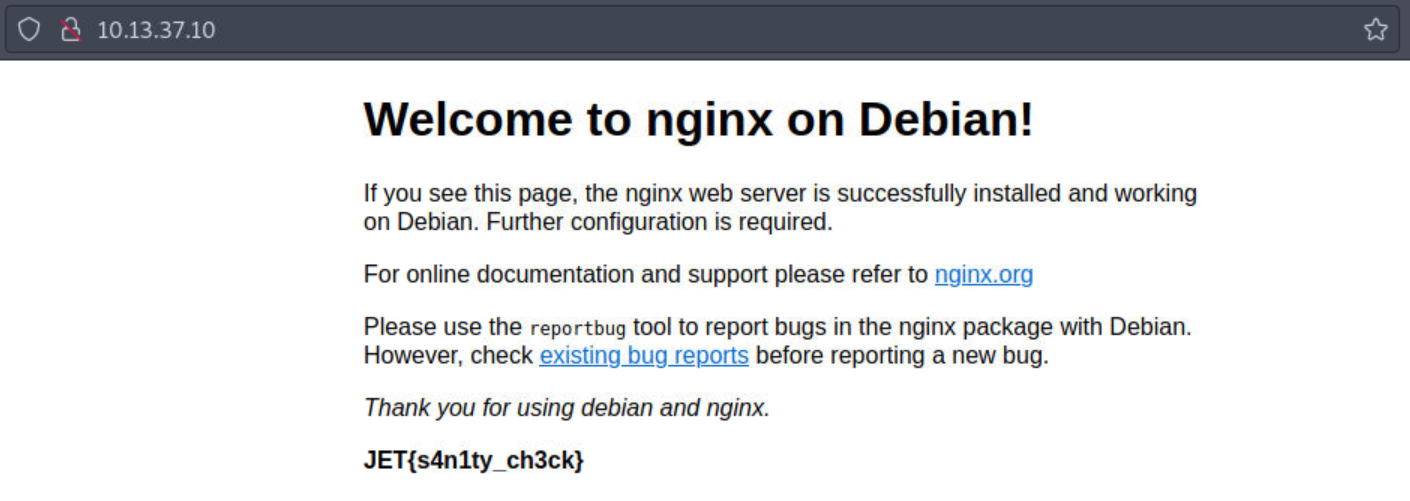 10.13.37.10
Welcome to nginx on Debian!
If you see this page, the nginx web server is successfully installed and working
on Debian. Further configuration is required.
For online documentation and support please refer to nginx.org
Please use the reportbug tool to report bugs in the nginx package with Debian.
However, check existing bug reports before reporting a new bug.
Thank you for using debian and nginx.
JET{s4n1ty_ch3ck}